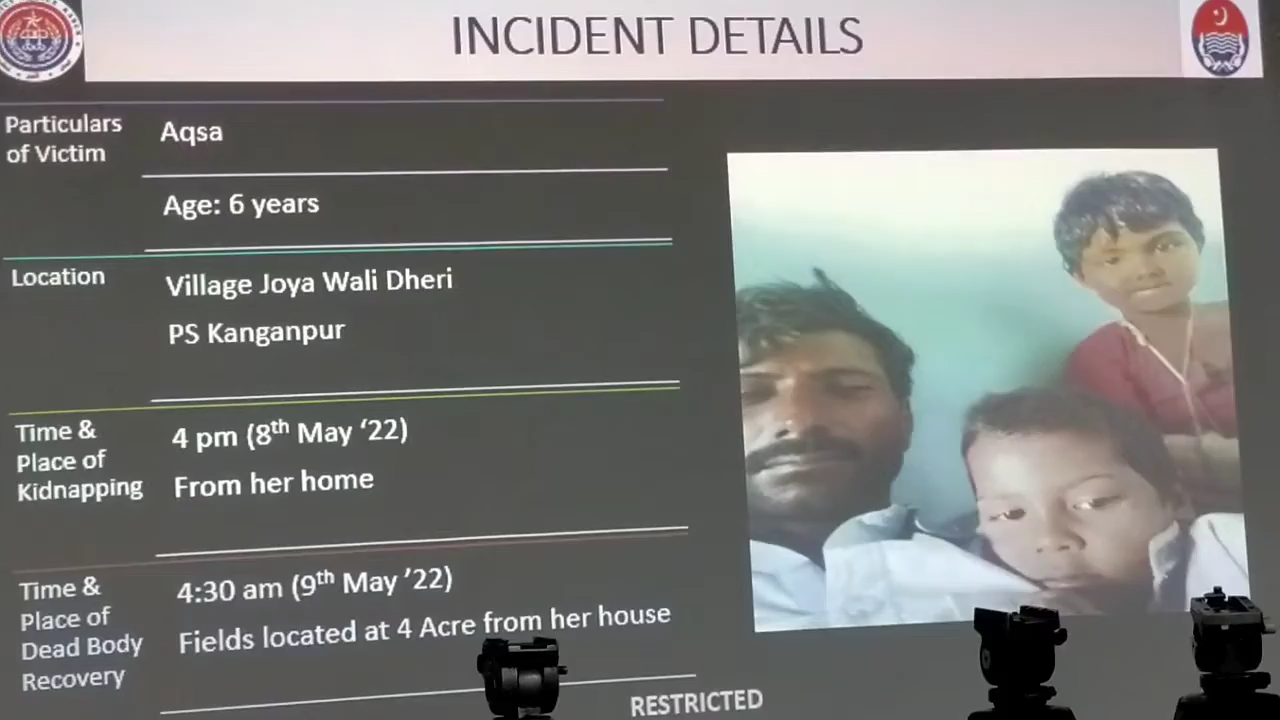 INCIDENT DETAILS
Particulars
of Victim
Aqsa
Age: 6 years
Location
Village Joya Wali Dheri
PS Kanganpur
Time &
Place of
Kidnapping
4 pm (8th May ‘22)
From her home
Time &
Place of
Dead Body
Recovery
4:30 am (9th May ’22)
Fields located at 4 Acre from her house
RESTRICTED